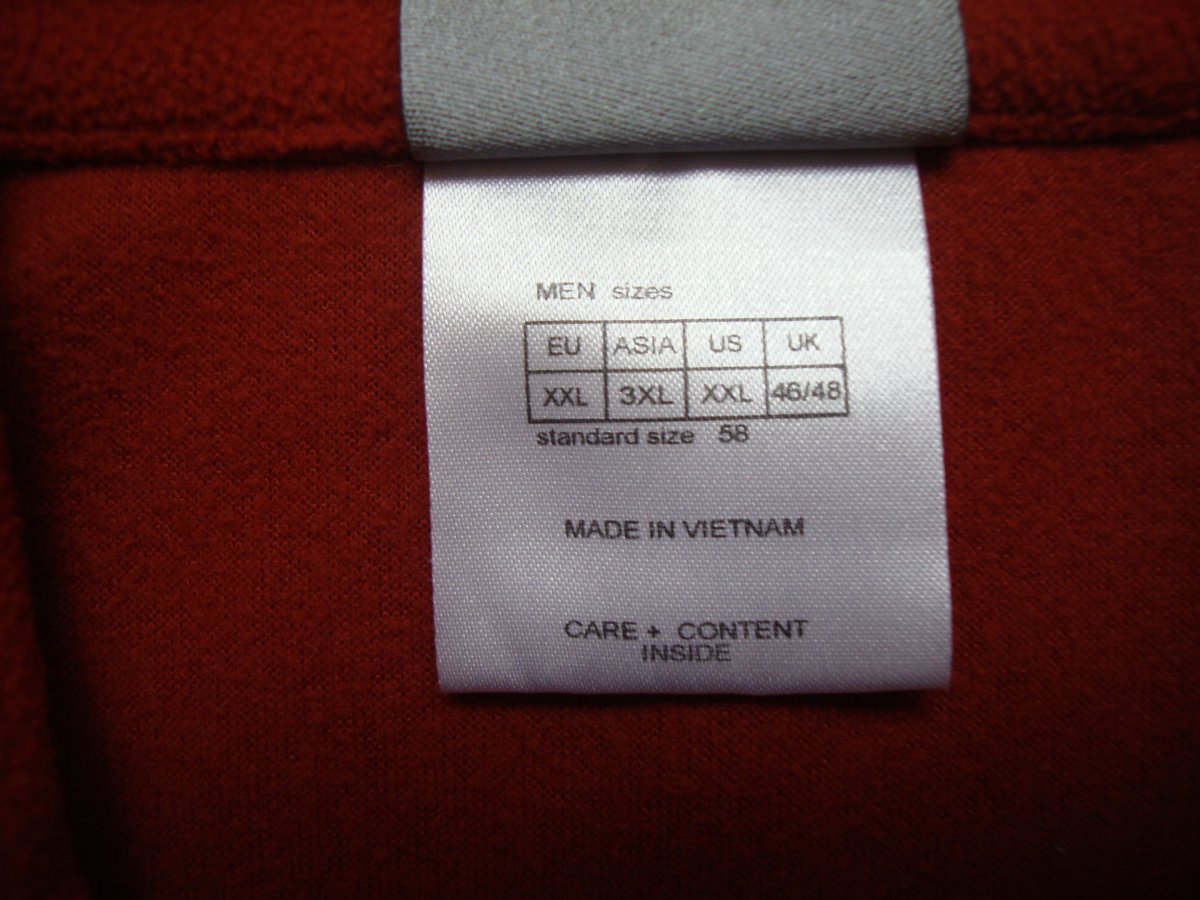 MEN sizes
EU ASIA US UK
XXL 3XL XXL 46/48
standard size 58
MADE IN VIETNAM
CARE + CONTENT
INSIDE